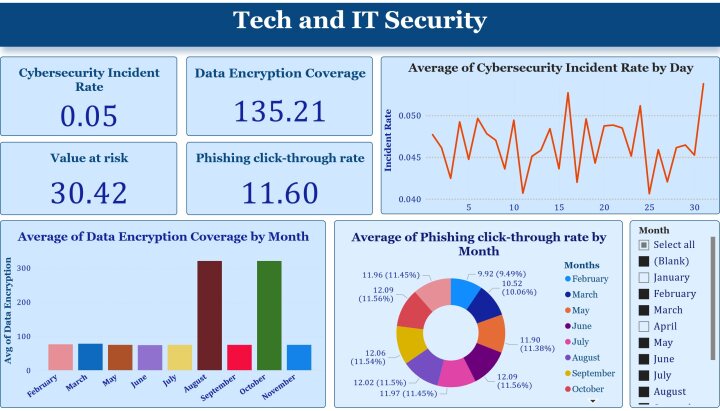 Tech and IT Security
Cybersecurity Incident
Rate
0.05
Data Encryption Coverage
135.21
Value at risk
30.42
Phishing click-through rate
11.60
Average of Cybersecurity Incident Rate by Day
Incident Rate
0.050
0.045
0.040
5 10 15 20 25 30
Average of Data Encryption Coverage by Month
Avg of Data Encryption
300
200
100
0
February
March
May
June
July
August
September
October
November
Average of Phishing click-through rate by
Month
9.92 (9.49%)
10.52
(10.06%)
11.90
(11.38%)
12.09
(11.56%)
11.97 (11.45%)
12.02 (11.5%)
12.06
(11.54%)
12.09
(11.56%)
11.96 (11.45%)
Months
February
March
May
June
July
August
September
October
Month
Select all
(Blank)
January
February
March
April
May
June
July
August